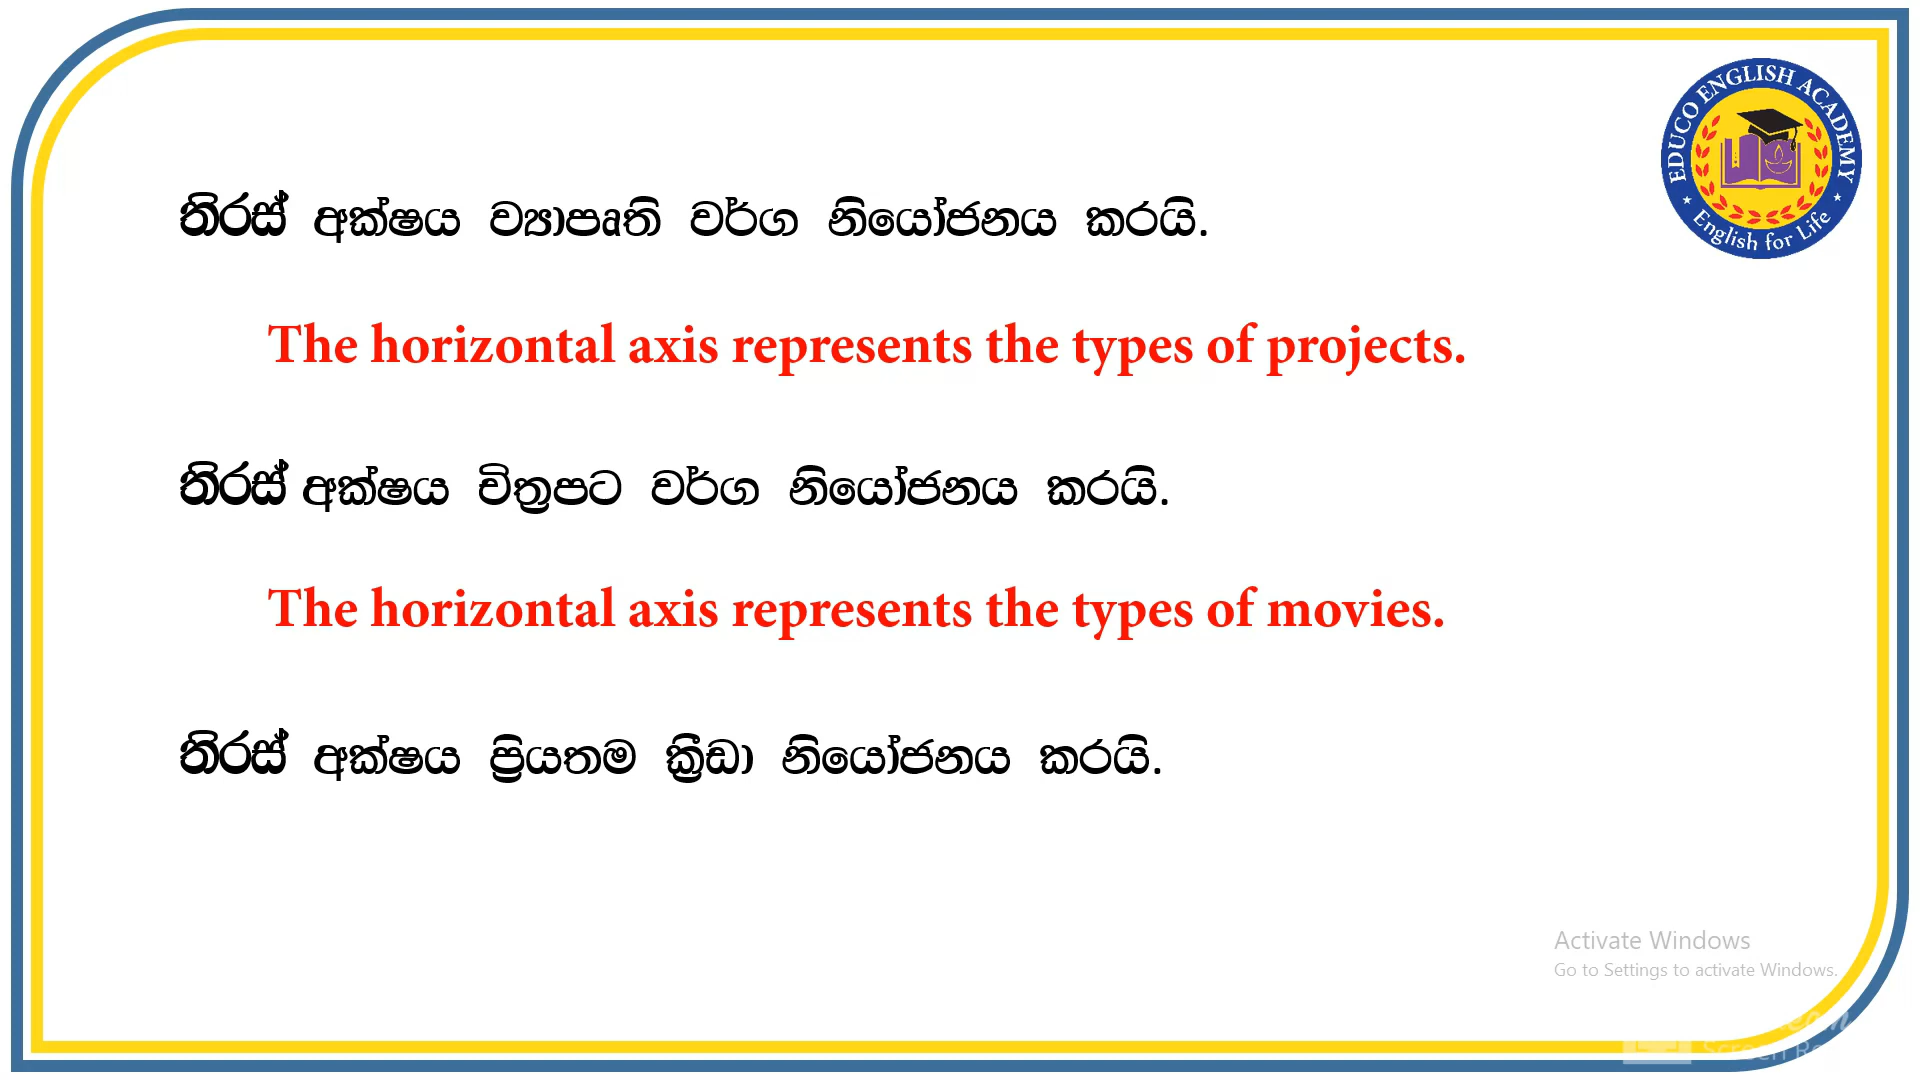 EDUCO ENGLISH ACADEMY
English for Life
තිරස් අක්ෂය ව්‍යාපෘති වර්ග නියෝජනය කරයි.
The horizontal axis represents the types of projects.
තිරස් අක්ෂය චිත්‍රපට වර්ග නියෝජනය කරයි.
The horizontal axis represents the types of movies.
තිරස් අක්ෂය ප්‍රියතම ක්‍රීඩා නියෝජනය කරයි.
Activate Windows
Go to Settings to activate Windows.